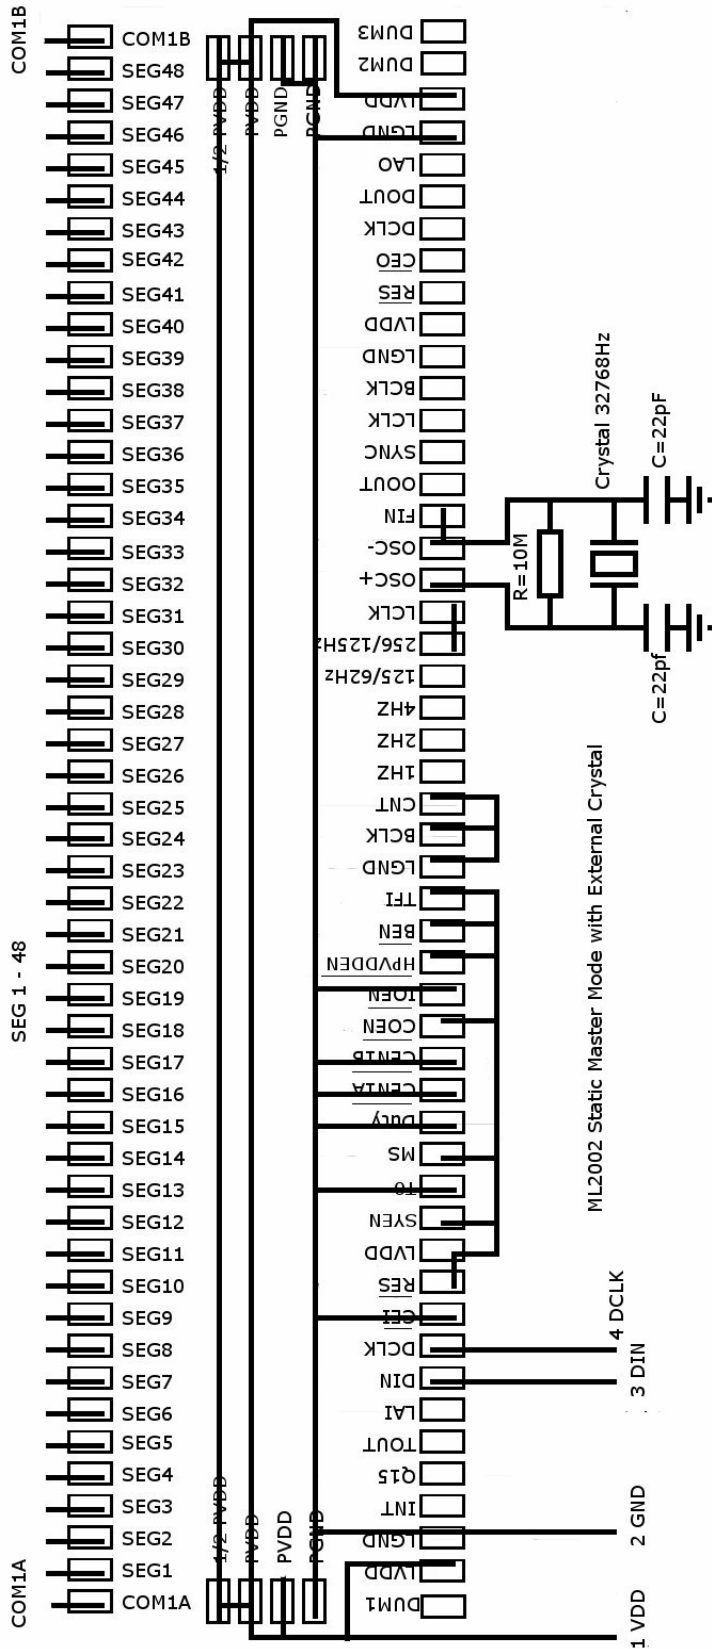 COM1B
SEG 1 - 48
COM1A
COM1B
SEG48
SEG47
SEG46
SEG45
SEG44
SEG43
SEG42
SEG41
SEG40
SEG39
SEG38
SEG37
SEG36
SEG35
SEG34
SEG33
SEG32
SEG31
SEG30
SEG29
SEG28
SEG27
SEG26
SEG25
SEG24
SEG23
SEG22
SEG21
SEG20
SEG19
SEG18
SEG17
SEG16
SEG15
SEG14
SEG13
SEG12
SEG11
SEG10
SEG9
SEG8
SEG7
SEG6
SEG5
SEG4
SEG3
SEG2
SEG1
COM1A
1/2 PVDD
PVDD
PGND
PGND
1/2 PVDD
PVDD
PVDD
PGND
DUM3
DUM2
LVDD
LGND
LAO
DOUT
DCLK
CEO
RES
LVDD
LGND
BCLK
LCLK
SYNC
OOUT
FIN
OSC-
OSC+
LCLK
256/125Hz
125/62Hz
4HZ
2HZ
1HZ
CNT
BCLK
LGND
TFI
BEN
HPVDDEN
IOEN
COEN
CEN1B
CEN1A
Duty
MS
T0
SYEN
LVDD
RES
CEI
DCLK
DIN
LAI
TOUT
Q15
INT
LGND
LVDD
DUM1
R=10M
Crystal 32768Hz
C=22pF
C=22pf
ML2002 Static Master Mode with External Crystal
4 DCLK
3 DIN
2 GND
1 VDD